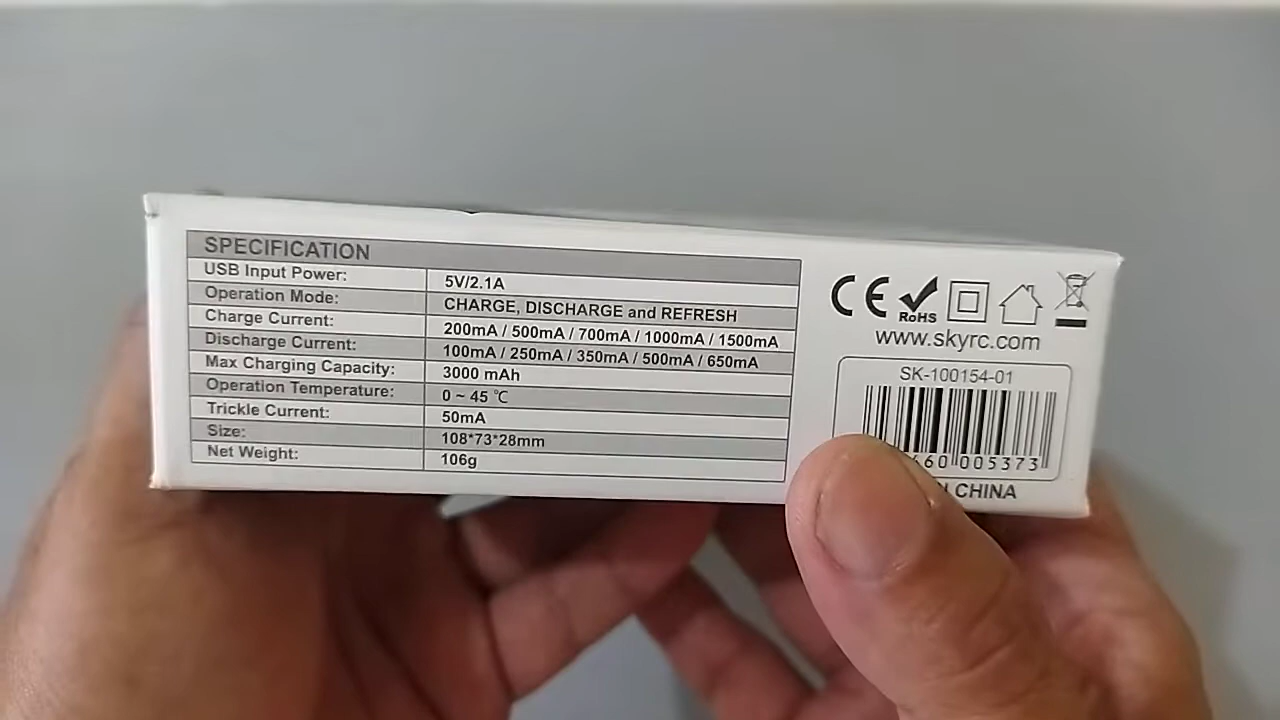 SPECIFICATION
USB Input Power: 5V/2.1A
Operation Mode: CHARGE, DISCHARGE and REFRESH
Charge Current: 200mA / 500mA / 700mA / 1000mA / 1500mA
Discharge Current: 100mA / 250mA / 350mA / 500mA / 650mA
Max Charging Capacity: 3000 mAh
Operation Temperature: 0 ~ 45 ℃
Trickle Current: 50mA
Size: 108*73*28mm
Net Weight: 106g
CE RoHS
www.skyrc.com
SK-100154-01
60 005373
CHINA